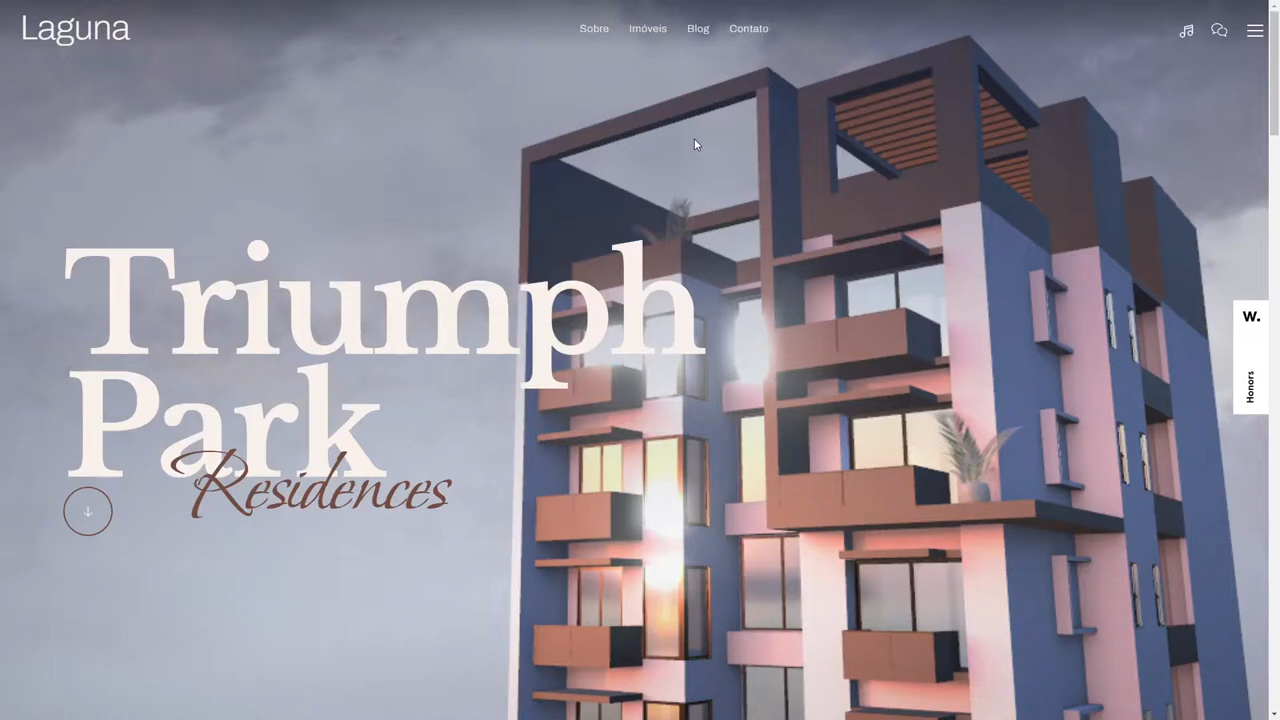 Laguna
Sobre
Imóveis
Blog
Contato
Triumph
Park
Residences
W.
Honors